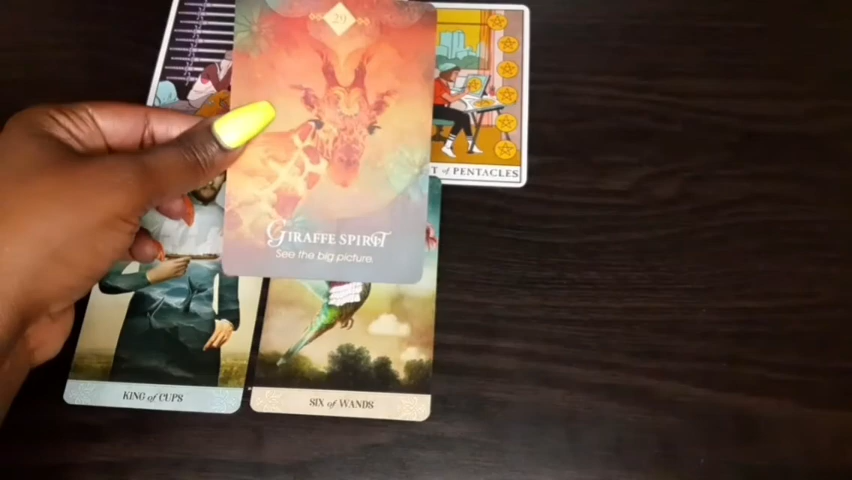 29
GIRAFFE SPIRIT
See the big picture.
T of PENTACLES
KING of CUPS
SIX of WANDS